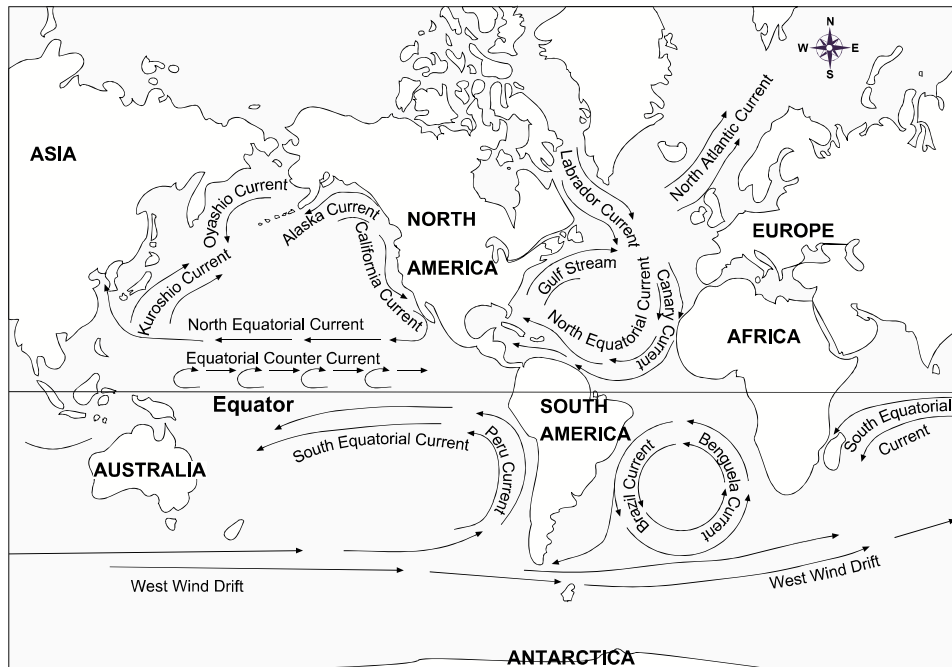 N
W E
S
ASIA
Oyashio Current
Alaska Current
NORTH
AMERICA
Labrador Current
North Atlantic Current
EUROPE
Kuroshio Current
California Current
Gulf Stream
North Equatorial Current
Canary Current
AFRICA
North Equatorial Current
Equatorial Counter Current
Equator
SOUTH
AMERICA
South Equatorial
Current
AUSTRALIA
South Equatorial Current
Peru Current
Brazil Current
Benguela Current
West Wind Drift
West Wind Drift
ANTARCTICA